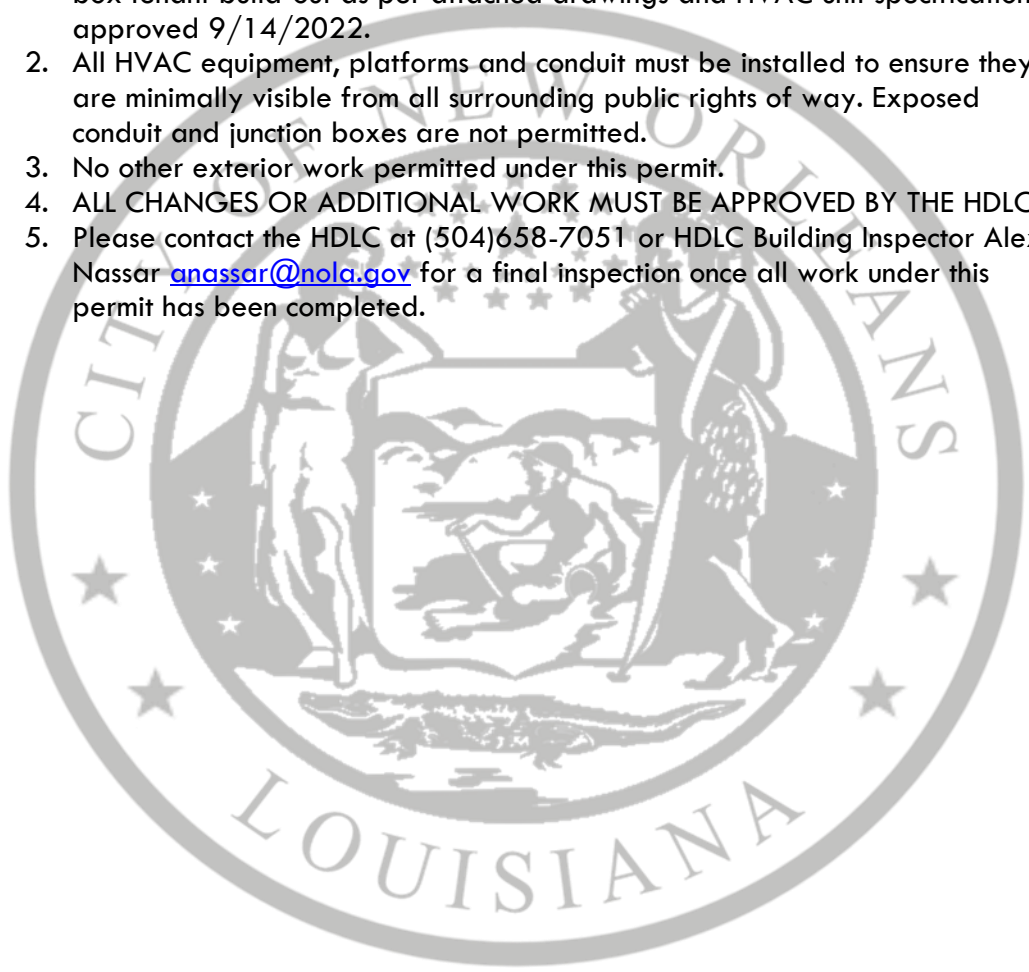 box tenant build-out as per attached drawings and HVAC unit specification
approved 9/14/2022.
2. All HVAC equipment, platforms and conduit must be installed to ensure they
are minimally visible from all surrounding public rights of way. Exposed
conduit and junction boxes are not permitted.
3. No other exterior work permitted under this permit.
4. ALL CHANGES OR ADDITIONAL WORK MUST BE APPROVED BY THE HDLC
5. Please contact the HDLC at (504)658-7051 or HDLC Building Inspector Alex
Nassar anassar@nola.gov for a final inspection once all work under this
permit has been completed.
CITY OF NEW ORLEANS
LOUISIANA